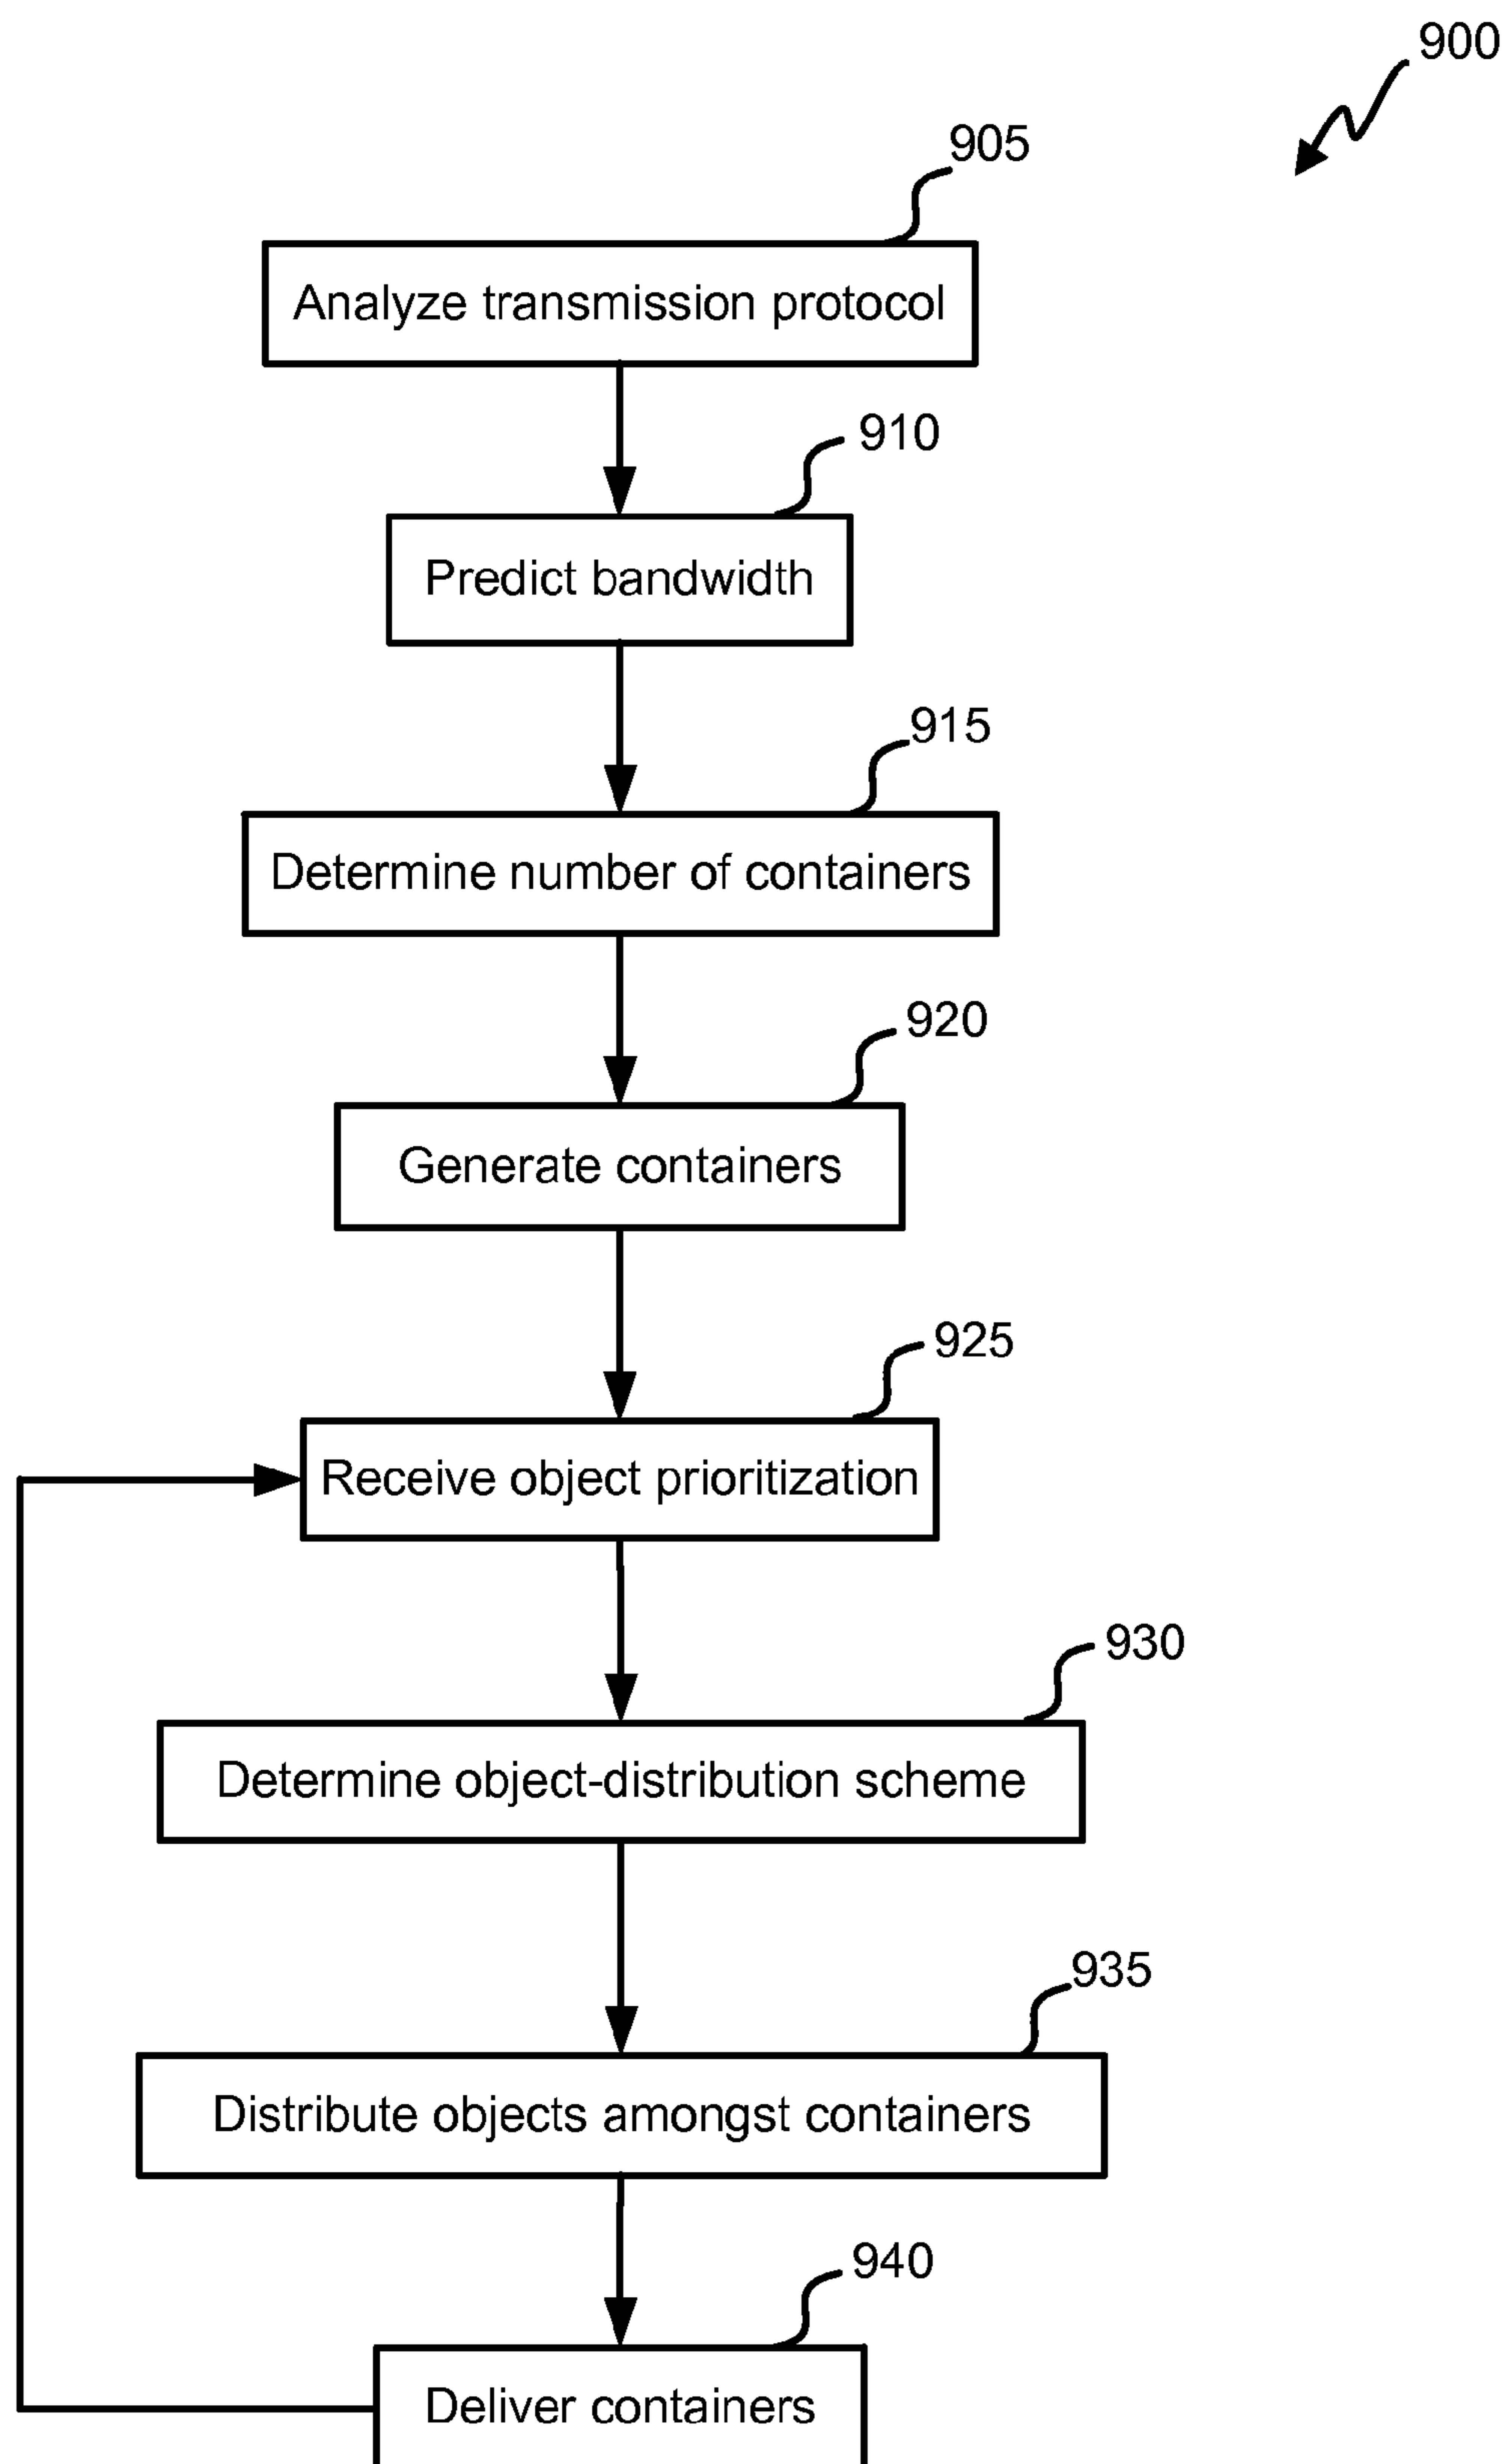 900
905
Analyze transmission protocol
910
Predict bandwidth
915
Determine number of containers
920
Generate containers
925
Receive object prioritization
930
Determine object-distribution scheme
935
Distribute objects amongst containers
940
Deliver containers